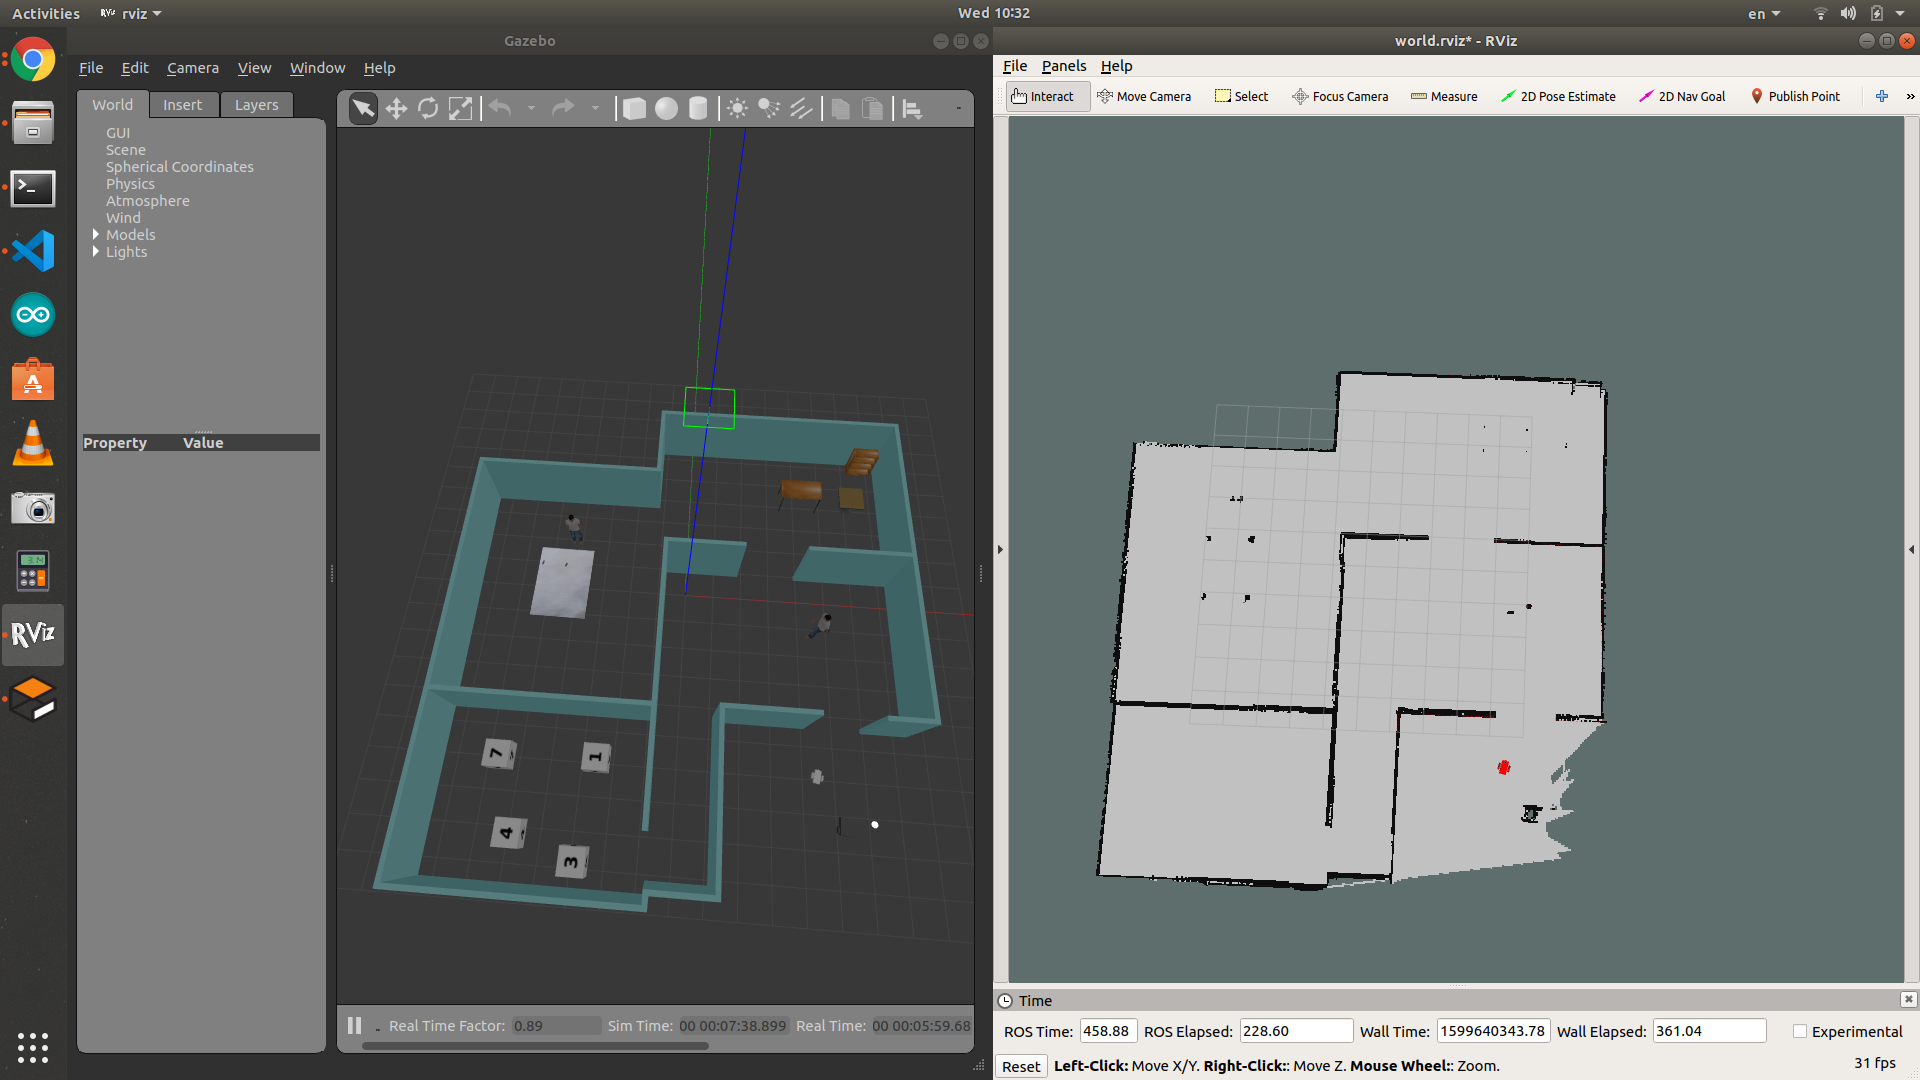 Activities
RViz rviz
Wed 10:32
en
Gazebo
File Edit Camera View Window Help
World Insert Layers
GUI
Scene
Spherical Coordinates
Physics
Atmosphere
Wind
Models
Lights
Property Value
7
1
4
3
Real Time Factor: 0.89 Sim Time: 00 00:07:38.899 Real Time: 00 00:05:59.68
RViz
world.rviz* - RViz
File Panels Help
Interact Move Camera Select Focus Camera Measure 2D Pose Estimate 2D Nav Goal Publish Point
Time
ROS Time: 458.88 ROS Elapsed: 228.60 Wall Time: 1599640343.78 Wall Elapsed: 361.04 Experimental
Reset Left-Click: Move X/Y. Right-Click:: Move Z. Mouse Wheel:: Zoom. 31 fps